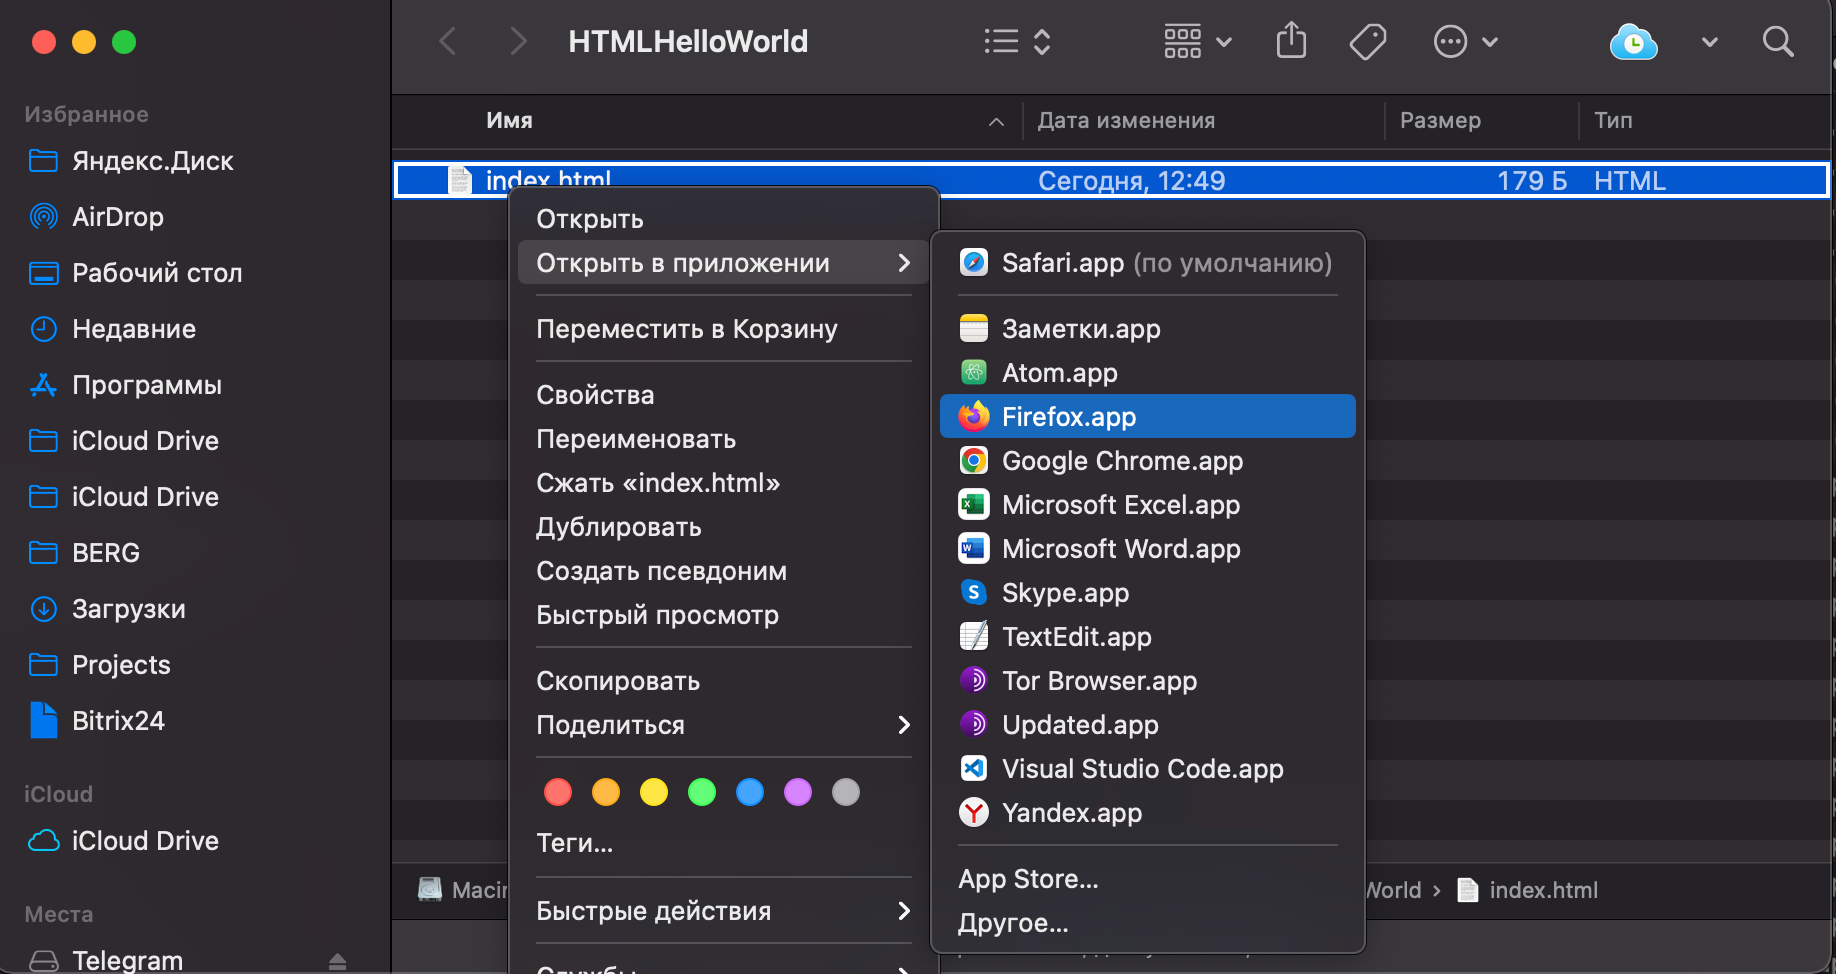 HTMLHelloWorld
Избранное
Яндекс.Диск
AirDrop
Рабочий стол
Недавние
Программы
iCloud Drive
iCloud Drive
BERG
Загрузки
Projects
Bitrix24
iCloud
iCloud Drive
Места
Telegram
Имя Дата изменения Размер Тип
index.html Сегодня, 12:49 179 Б HTML
Открыть
Открыть в приложении
Переместить в Корзину
Свойства
Переименовать
Сжать «index.html»
Дублировать
Создать псевдоним
Быстрый просмотр
Скопировать
Поделиться
Теги...
Быстрые действия
Службы
Safari.app (по умолчанию)
Заметки.app
Atom.app
Firefox.app
Google Chrome.app
Microsoft Excel.app
Microsoft Word.app
Skype.app
TextEdit.app
Tor Browser.app
Updated.app
Visual Studio Code.app
Yandex.app
App Store...
Другое...
World › index.html